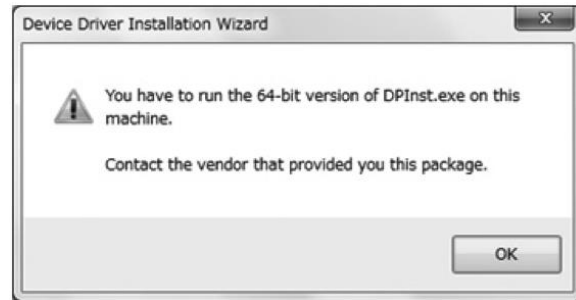 Device Driver Installation Wizard
You have to run the 64-bit version of DPInst.exe on this
machine.
Contact the vendor that provided you this package.
OK